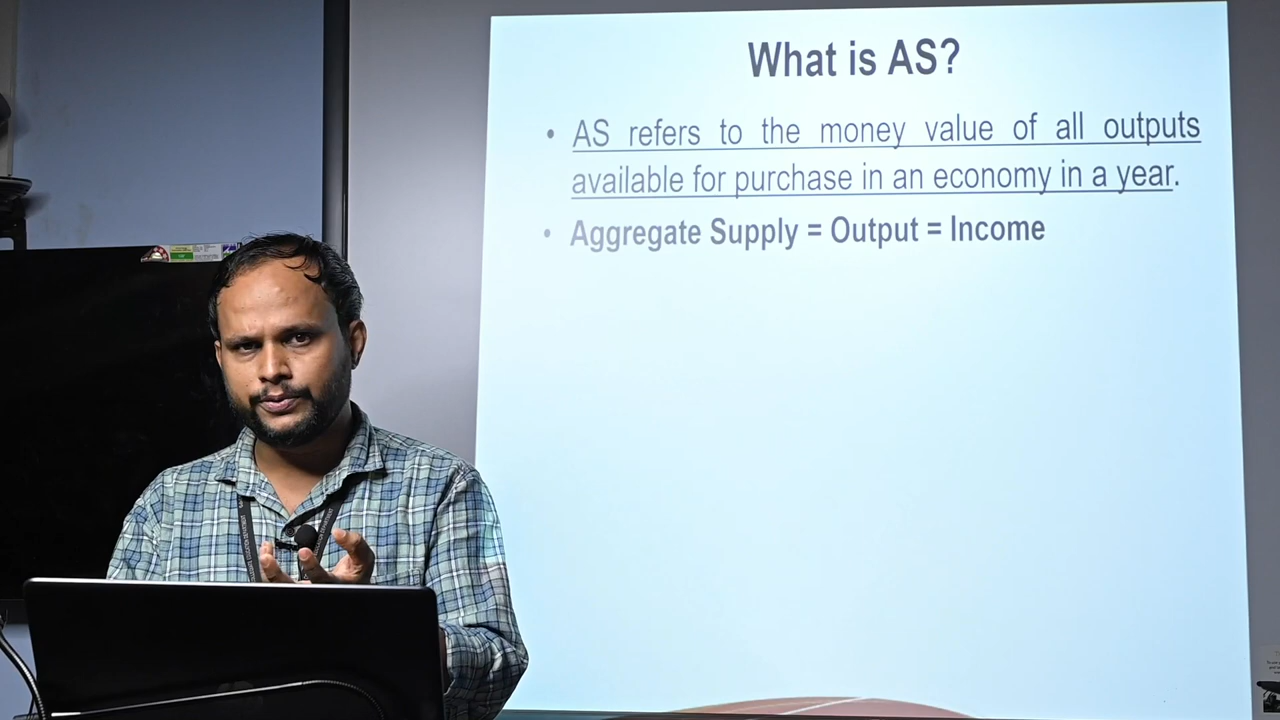 What is AS?
• AS refers to the money value of all outputs
available for purchase in an economy in a year.
• Aggregate Supply = Output = Income